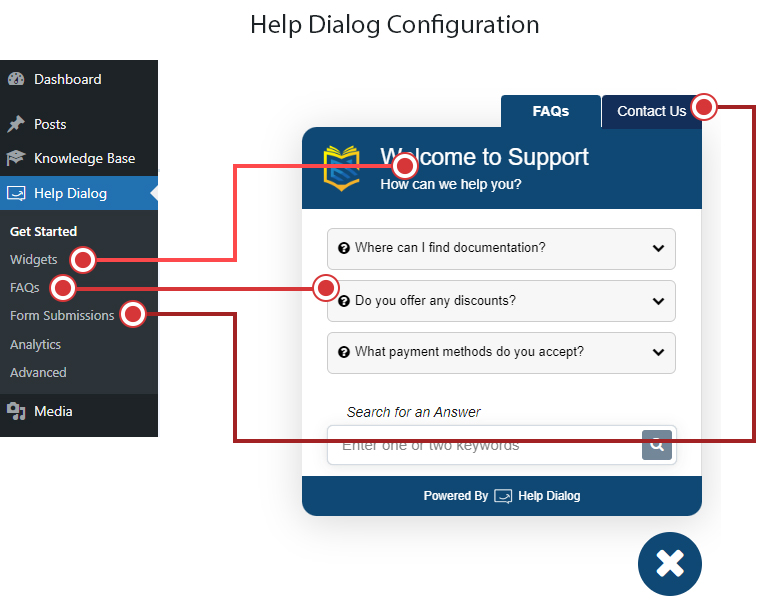 Help Dialog Configuration
Dashboard
Posts
Knowledge Base
Help Dialog
Get Started
Widgets
FAQs
Form Submissions
Analytics
Advanced
Media
FAQs
Contact Us
Welcome to Support
How can we help you?
Where can I find documentation?
Do you offer any discounts?
What payment methods do you accept?
Search for an Answer
Enter one or two keywords
Powered By Help Dialog